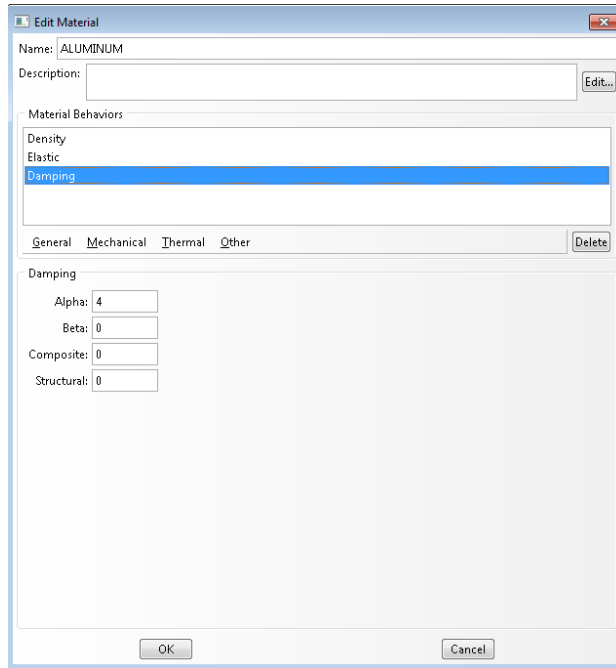 Edit Material
Name: ALUMINUM
Description:
Edit...
Material Behaviors
Density
Elastic
Damping
General Mechanical Thermal Other Delete
Damping
Alpha: 4
Beta: 0
Composite: 0
Structural: 0
OK Cancel